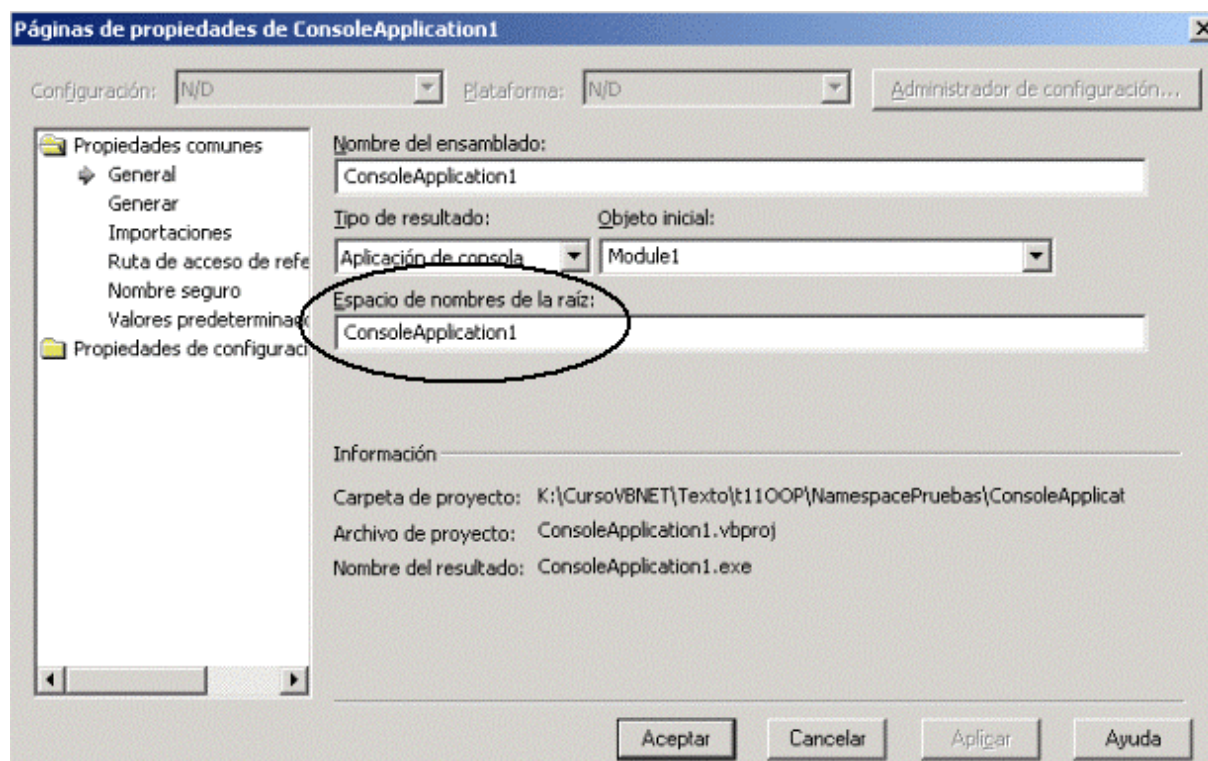 Páginas de propiedades de ConsoleApplication1
Configuración: N/D Plataforma: N/D Administrador de configuración...
Propiedades comunes
General
Generar
Importaciones
Ruta de acceso de refe
Nombre seguro
Valores predeterminado
Propiedades de configuraci
Nombre del ensamblado:
ConsoleApplication1
Tipo de resultado: Objeto inicial:
Aplicación de consola Module1
Espacio de nombres de la raíz:
ConsoleApplication1
Información
Carpeta de proyecto: K:\CursoVBNET\Texto\t11OOP\NamespacePruebas\ConsoleApplicat
Archivo de proyecto: ConsoleApplication1.vbproj
Nombre del resultado: ConsoleApplication1.exe
Aceptar Cancelar Aplicar Ayuda